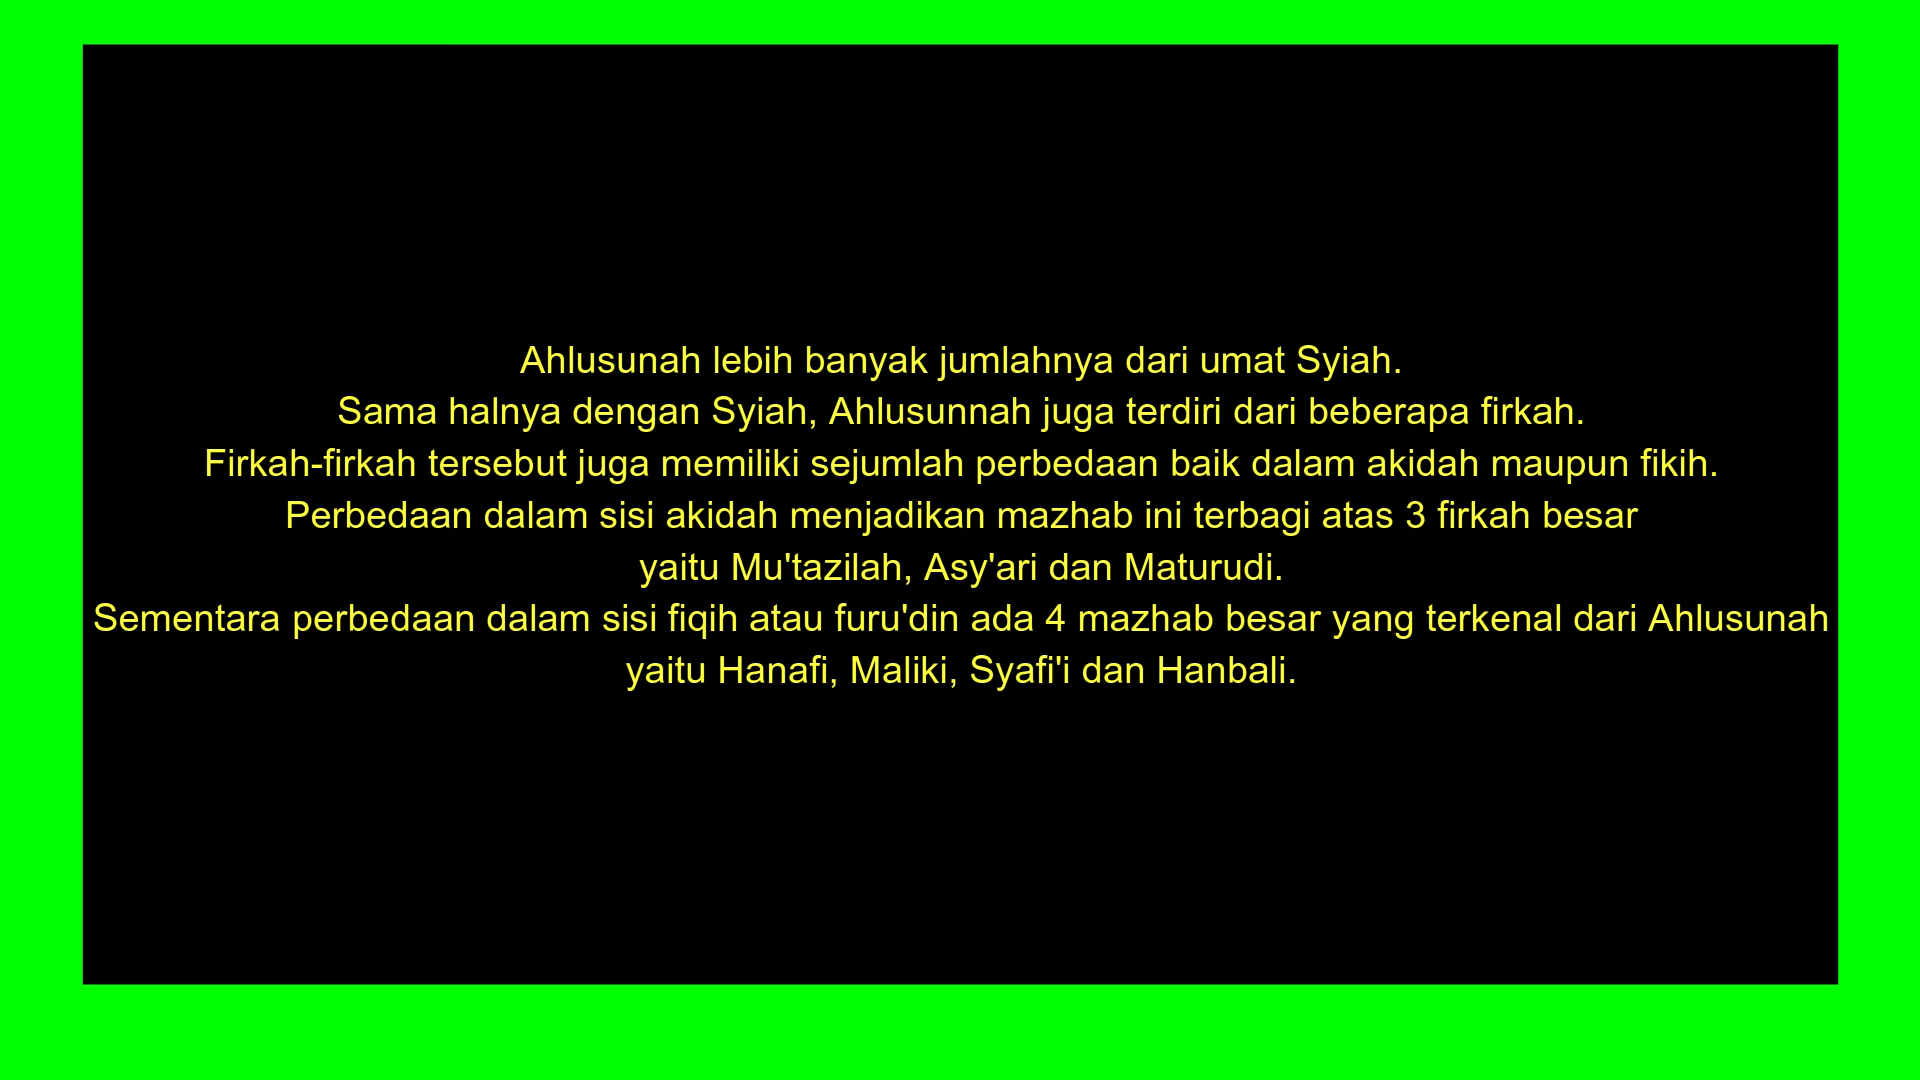 Ahlusunah lebih banyak jumlahnya dari umat Syiah.
Sama halnya dengan Syiah, Ahlusunnah juga terdiri dari beberapa firkah.
Firkah-firkah tersebut juga memiliki sejumlah perbedaan baik dalam akidah maupun fikih.
Perbedaan dalam sisi akidah menjadikan mazhab ini terbagi atas 3 firkah besar
yaitu Mu'tazilah, Asy'ari dan Maturudi.
Sementara perbedaan dalam sisi fiqih atau furu'din ada 4 mazhab besar yang terkenal dari Ahlusunah
yaitu Hanafi, Maliki, Syafi'i dan Hanbali.